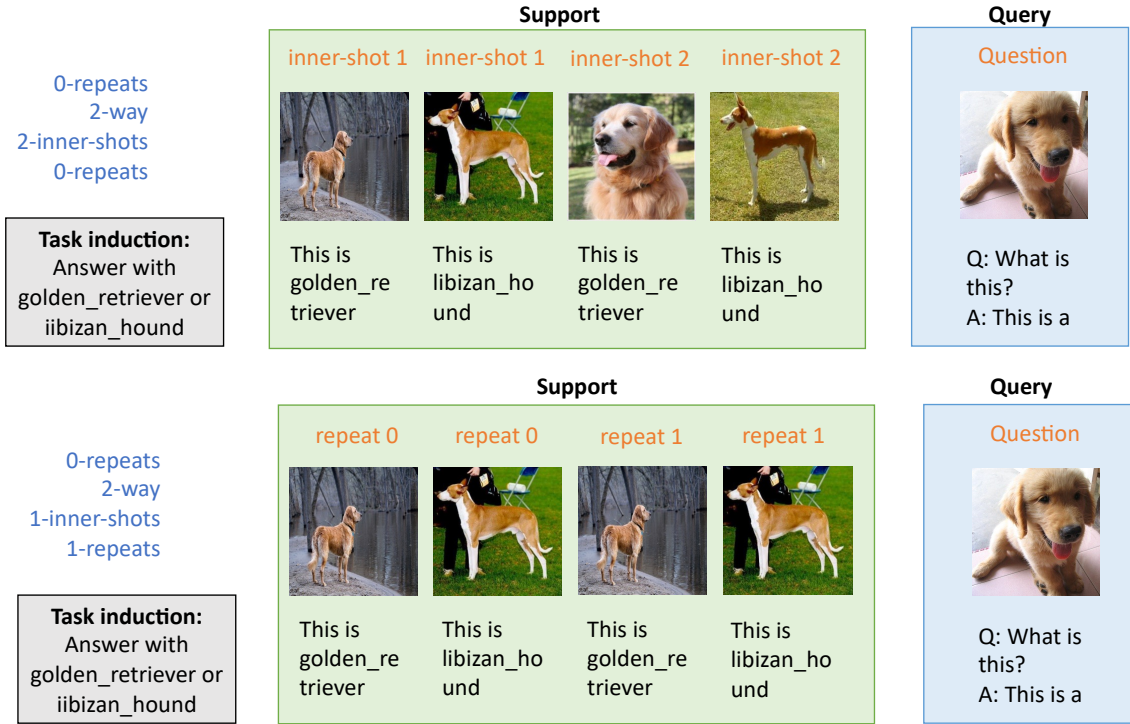 Support
Query
inner-shot 1
inner-shot 1
inner-shot 2
inner-shot 2
Question
0-repeats
2-way
2-inner-shots
0-repeats
Task induction:
Answer with
golden_retriever or
iibizan_hound
This is
golden_re
triever
This is
libizan_ho
und
This is
golden_re
triever
This is
libizan_ho
und
Q: What is
this?
A: This is a
Support
Query
repeat 0
repeat 0
repeat 1
repeat 1
Question
0-repeats
2-way
1-inner-shots
1-repeats
Task induction:
Answer with
golden_retriever or
iibizan_hound
This is
golden_re
triever
This is
libizan_ho
und
This is
golden_re
triever
This is
libizan_ho
und
Q: What is
this?
A: This is a